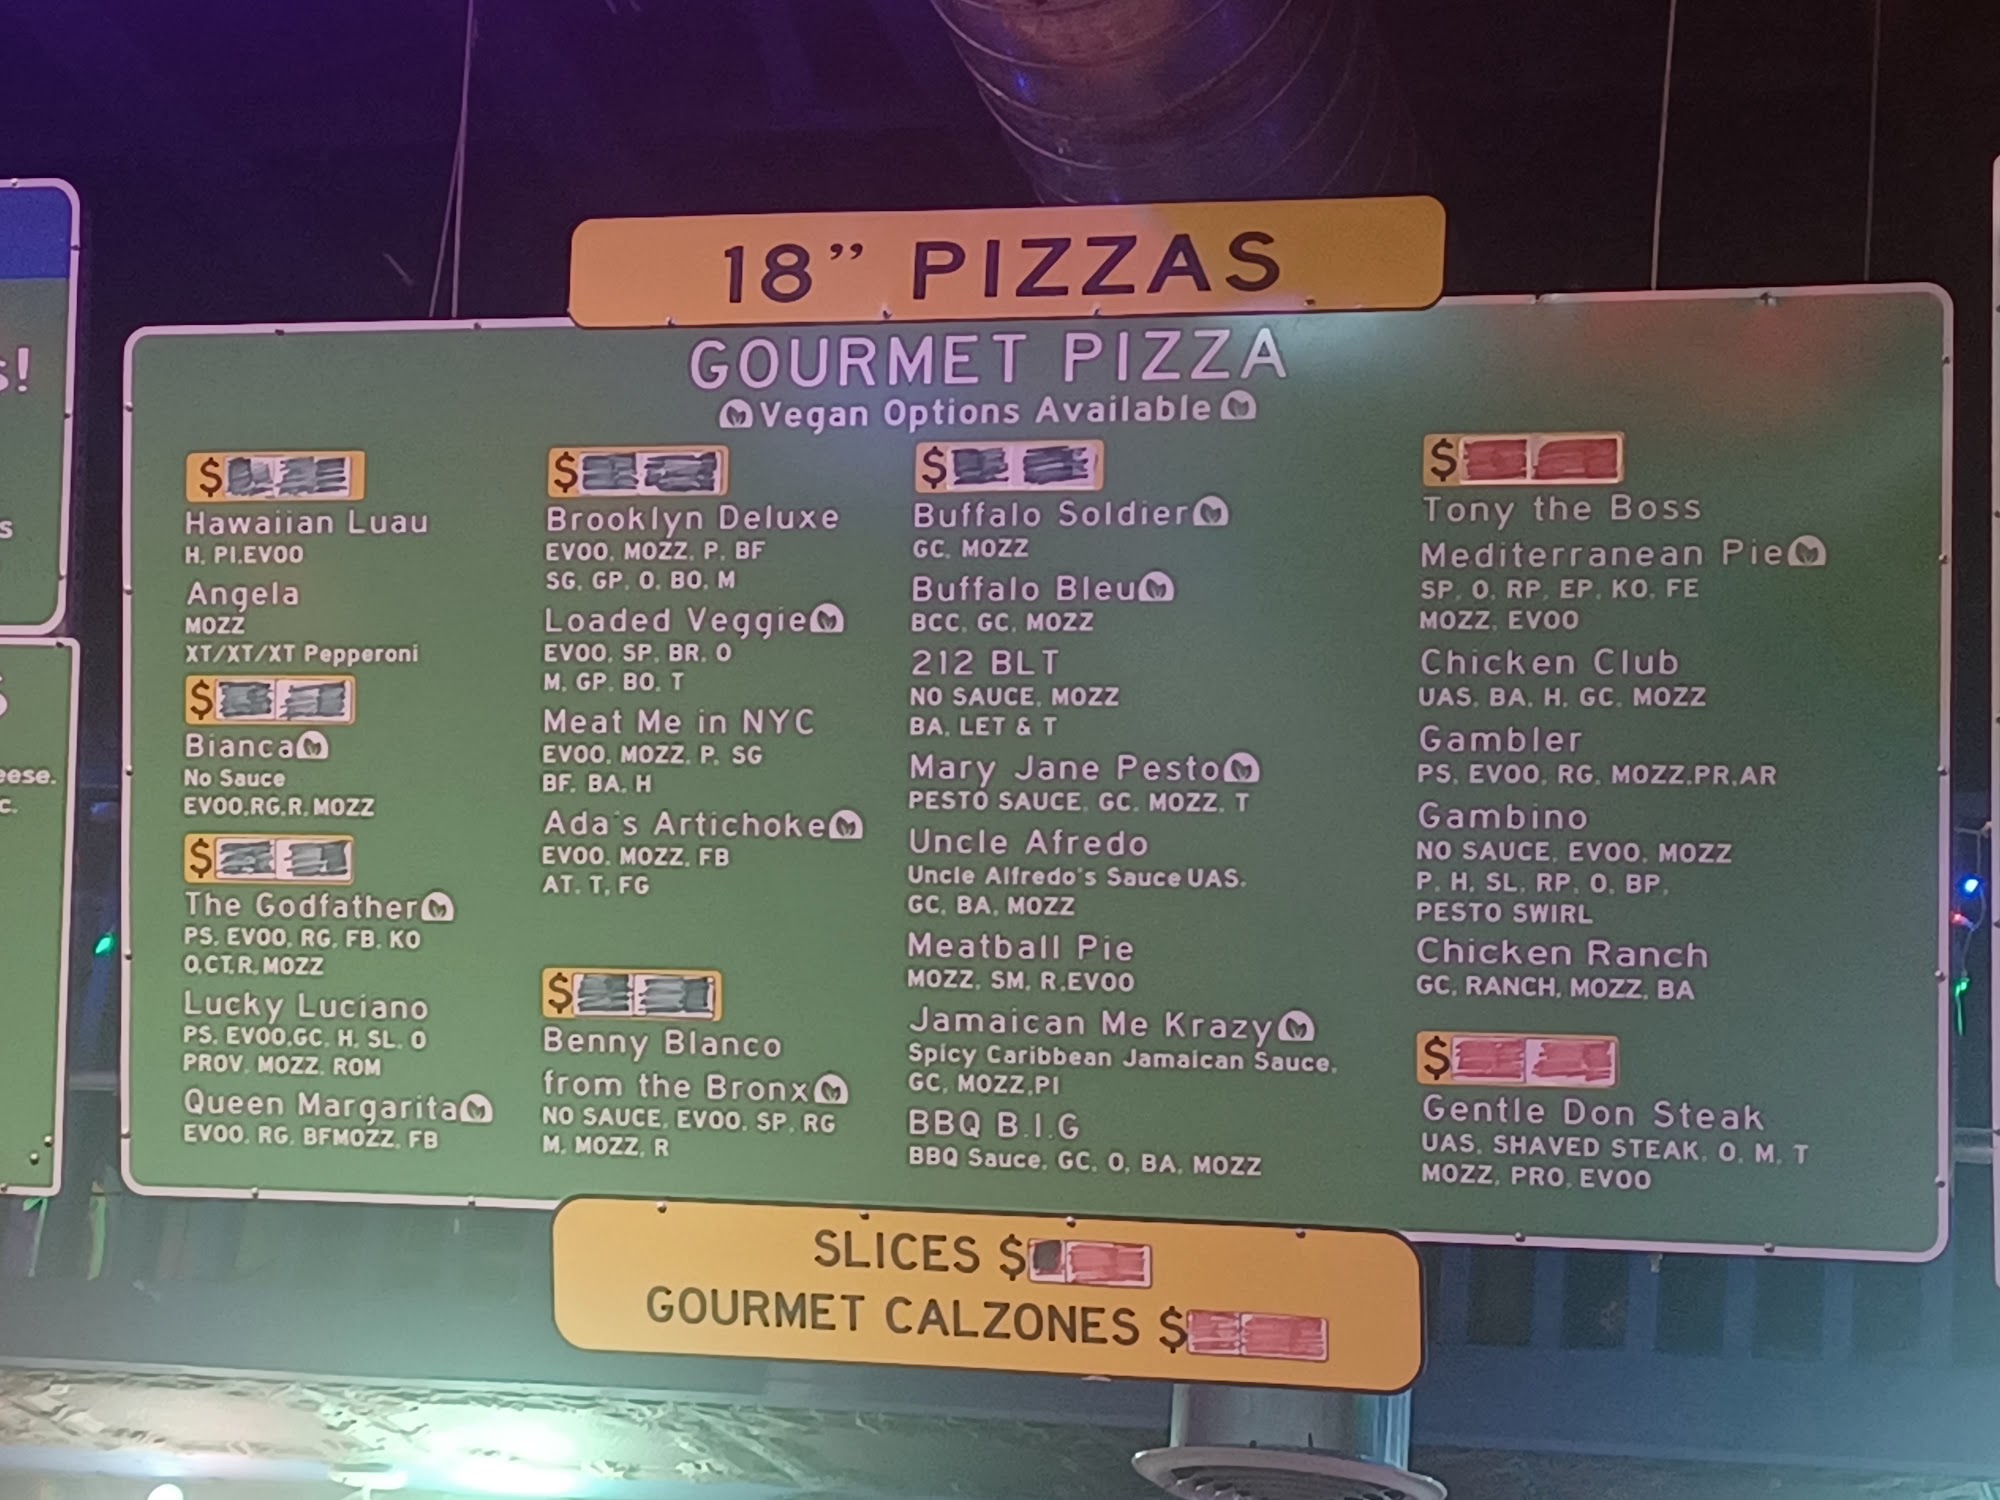 18” PIZZAS
GOURMET PIZZA
Vegan Options Available
$
Hawaiian Luau
H, PI,EVOO
Angela
MOZZ
XT/XT/XT Pepperoni
$
Bianca
No Sauce
EVOO,RG,R, MOZZ
$
The Godfather
PS, EVOO, RG, FB, KO
O,CT,R, MOZZ
Lucky Luciano
PS, EVOO,GC, H, SL, O
PROV, MOZZ, ROM
Queen Margarita
EVOO, RG, BFMOZZ, FB
$
Brooklyn Deluxe
EVOO, MOZZ, P, BF
SG, GP, O, BO, M
Loaded Veggie
EVOO, SP, BR, O
M, GP, BO, T
Meat Me in NYC
EVOO, MOZZ, P, SG
BF, BA, H
Ada's Artichoke
EVOO, MOZZ, FB
AT, T, FG
$
Benny Blanco
from the Bronx
NO SAUCE, EVOO, SP, RG
M, MOZZ, R
$
Buffalo Soldier
GC, MOZZ
Buffalo Bleu
BCC, GC, MOZZ
212 BLT
NO SAUCE, MOZZ
BA, LET & T
Mary Jane Pesto
PESTO SAUCE, GC, MOZZ, T
Uncle Afredo
Uncle Alfredo's Sauce UAS,
GC, BA, MOZZ
Meatball Pie
MOZZ, SM, R,EVOO
Jamaican Me Krazy
Spicy Caribbean Jamaican Sauce,
GC, MOZZ,PI
BBQ B.I.G
BBQ Sauce, GC, O, BA, MOZZ
$
Tony the Boss
Mediterranean Pie
SP, O, RP, EP, KO, FE
MOZZ, EVOO
Chicken Club
UAS, BA, H, GC, MOZZ
Gambler
PS, EVOO, RG, MOZZ,PR,AR
Gambino
NO SAUCE, EVOO, MOZZ
P, H, SL, RP, O, BP,
PESTO SWIRL
Chicken Ranch
GC, RANCH, MOZZ, BA
$
Gentle Don Steak
UAS, SHAVED STEAK, O, M, T
MOZZ, PRO, EVOO
SLICES $
GOURMET CALZONES $